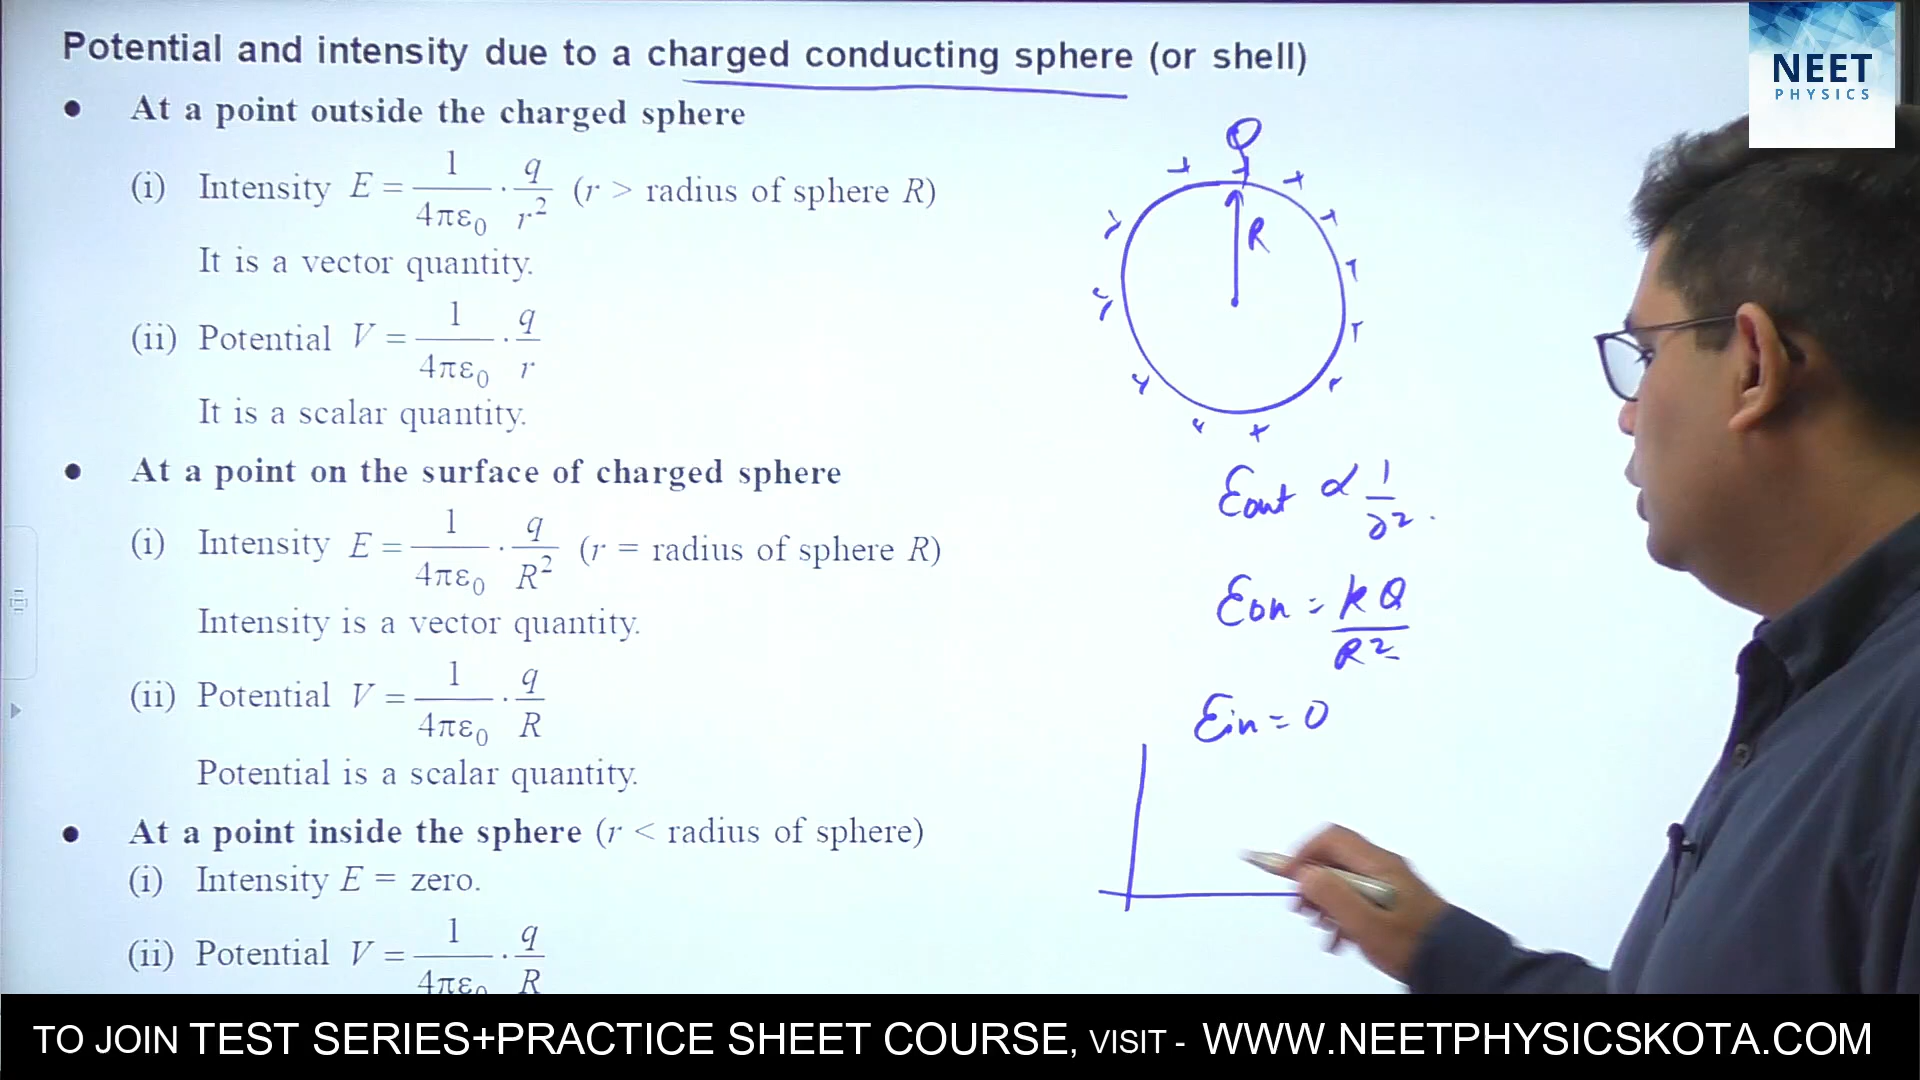 Potential and intensity due to a charged conducting sphere (or shell)
• At a point outside the charged sphere
(i) Intensity E = 1/4πε₀ · q/r² (r > radius of sphere R)
It is a vector quantity.
(ii) Potential V = 1/4πε₀ · q/r
It is a scalar quantity.
• At a point on the surface of charged sphere
(i) Intensity E = 1/4πε₀ · q/R² (r = radius of sphere R)
Intensity is a vector quantity.
(ii) Potential V = 1/4πε₀ · q/R
Potential is a scalar quantity.
• At a point inside the sphere (r < radius of sphere)
(i) Intensity E = zero.
(ii) Potential V = 1/4πε₀ · q/R
Q
R
Eout ∝ 1/r²
Eon = kQ/R²
Ein = 0
NEET
PHYSICS
TO JOIN TEST SERIES+PRACTICE SHEET COURSE, VISIT - WWW.NEETPHYSICSKOTA.COM